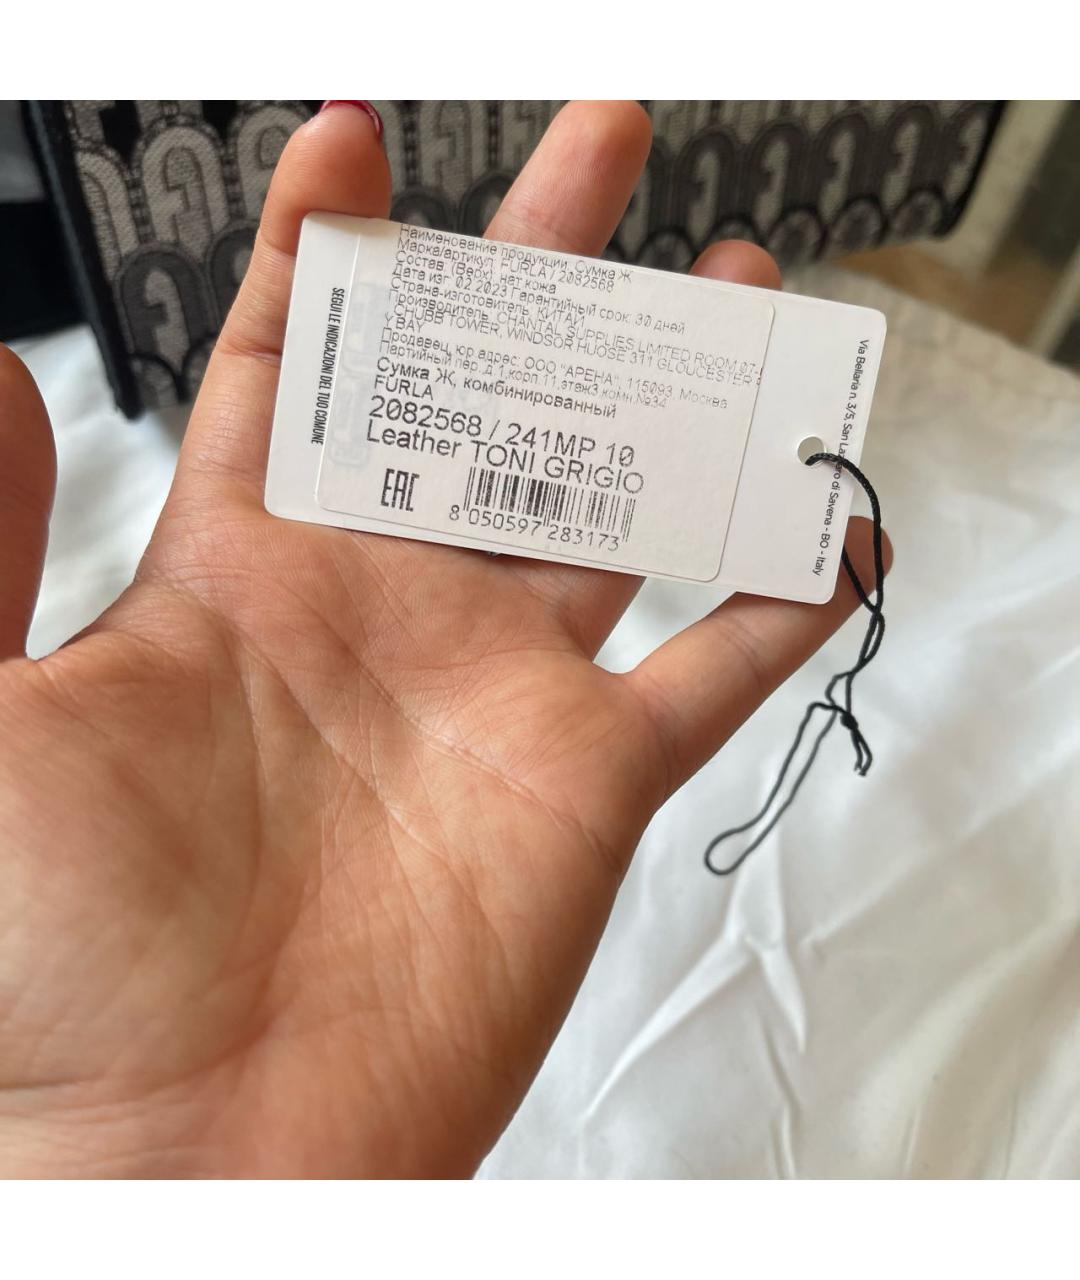 Наименование продукции: Сумка Ж
Марка/артикул: FURLA / 2082568
Состав: (Верх): нат.кожа
Дата изг. 02.2023 Гарантийный срок: 30 дней
Страна-изготовитель: КИТАЙ
Производитель: CHANTAL SUPPLIES LIMITED ROOM 07-
CHUBB TOWER, WINDSOR HUOSE 311 GLOUCESTER
Y BAY
Продавец, юр.адрес: ООО "АРЕНА", 115093, Москва
Партийный пер.,д.1,корп.11,этаж3,комн.№34
Сумка Ж, комбинированный
FURLA
2082568 / 241MP 10
Leather TONI GRIGIO
EAC
8 050597 283173
SEGUI LE INDICAZIONI DEL TUO COMUNE
Via Bellaria n. 3/5, San Lazzaro di Savena - BO - Italy